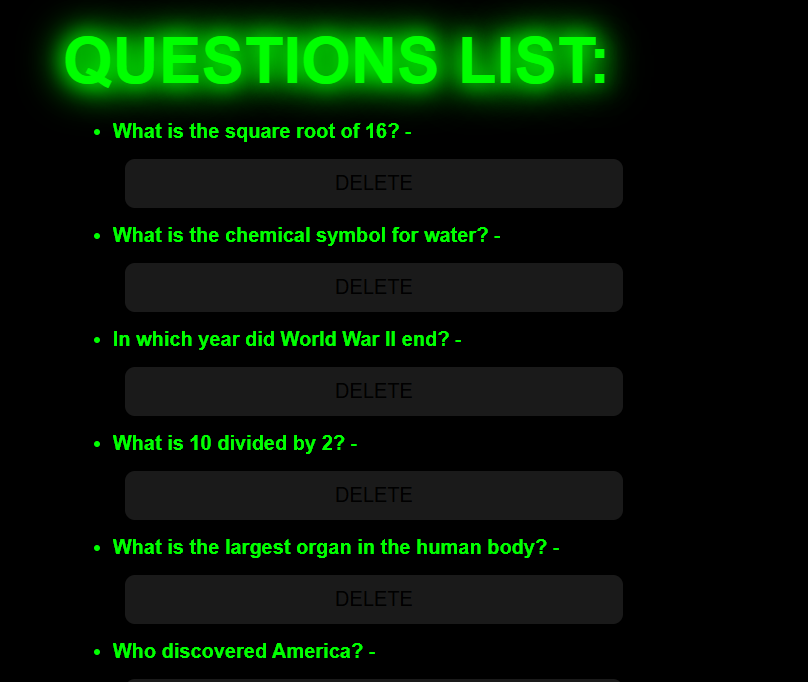 QUESTIONS LIST:
• What is the square root of 16? -
DELETE
• What is the chemical symbol for water? -
DELETE
• In which year did World War II end? -
DELETE
• What is 10 divided by 2? -
DELETE
• What is the largest organ in the human body? -
DELETE
• Who discovered America? -